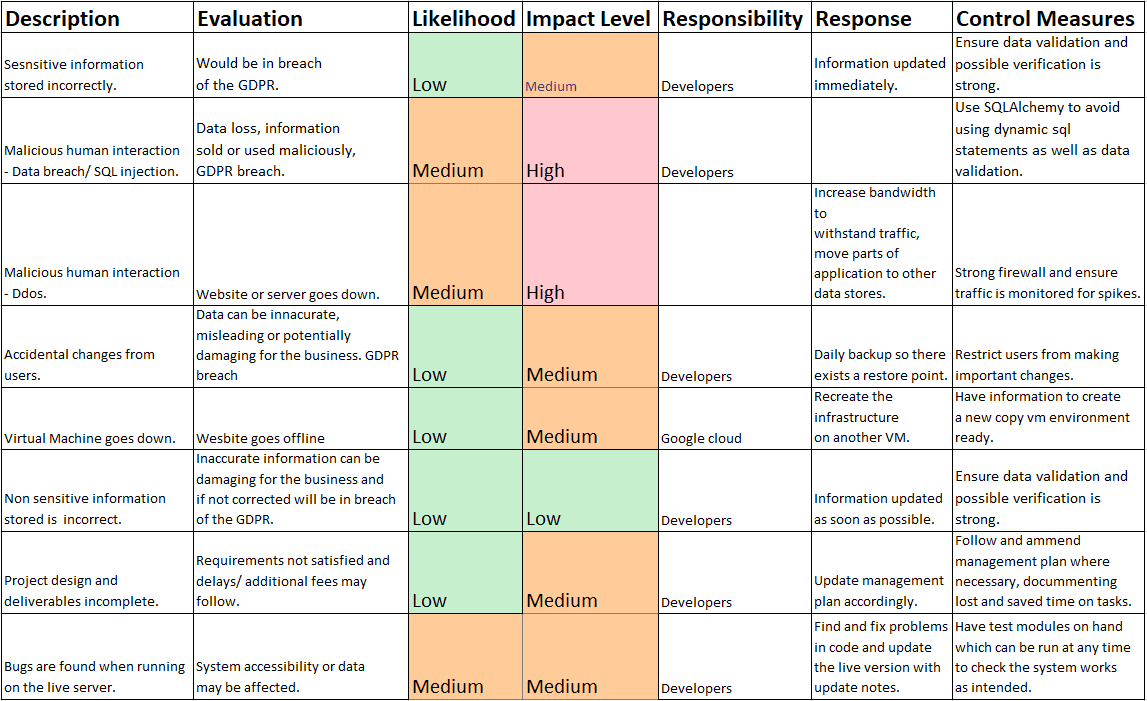 Description Evaluation Likelihood Impact Level Responsibility Response Control Measures
Sesnsitive information
stored incorrectly.
Would be in breach
of the GDPR.
Low
Medium
Developers
Information updated
immediately.
Ensure data validation and
possible verification is
strong.
Malicious human interaction
- Data breach/ SQL injection.
Data loss, information
sold or used maliciously,
GDPR breach.
Medium
High
Developers
Use SQLAlchemy to avoid
using dynamic sql
statements as well as data
validation.
Malicious human interaction
- Ddos.
Website or server goes down.
Medium
High
Increase bandwidth
to
withstand traffic,
move parts of
application to other
data stores.
Strong firewall and ensure
traffic is monitored for spikes.
Accidental changes from
users.
Data can be innacurate,
misleading or potentially
damaging for the business. GDPR
breach
Low
Medium
Developers
Daily backup so there
exists a restore point.
Restrict users from making
important changes.
Virtual Machine goes down.
Wesbite goes offline
Low
Medium
Google cloud
Recreate the
infrastructure
on another VM.
Have information to create
a new copy vm environment
ready.
Non sensitive information
stored is incorrect.
Inaccurate information can be
damaging for the business and
if not corrected will be in breach
of the GDPR.
Low
Low
Developers
Information updated
as soon as possible.
Ensure data validation and
possible verification is
strong.
Project design and
deliverables incomplete.
Requirements not satisfied and
delays/ additional fees may
follow.
Low
Medium
Developers
Update management
plan accordingly.
Follow and ammend
management plan where
necessary, docummenting
lost and saved time on tasks.
Bugs are found when running
on the live server.
System accessibility or data
may be affected.
Medium
Medium
Developers
Find and fix problems
in code and update
the live version with
update notes.
Have test modules on hand
which can be run at any time
to check the system works
as intended.